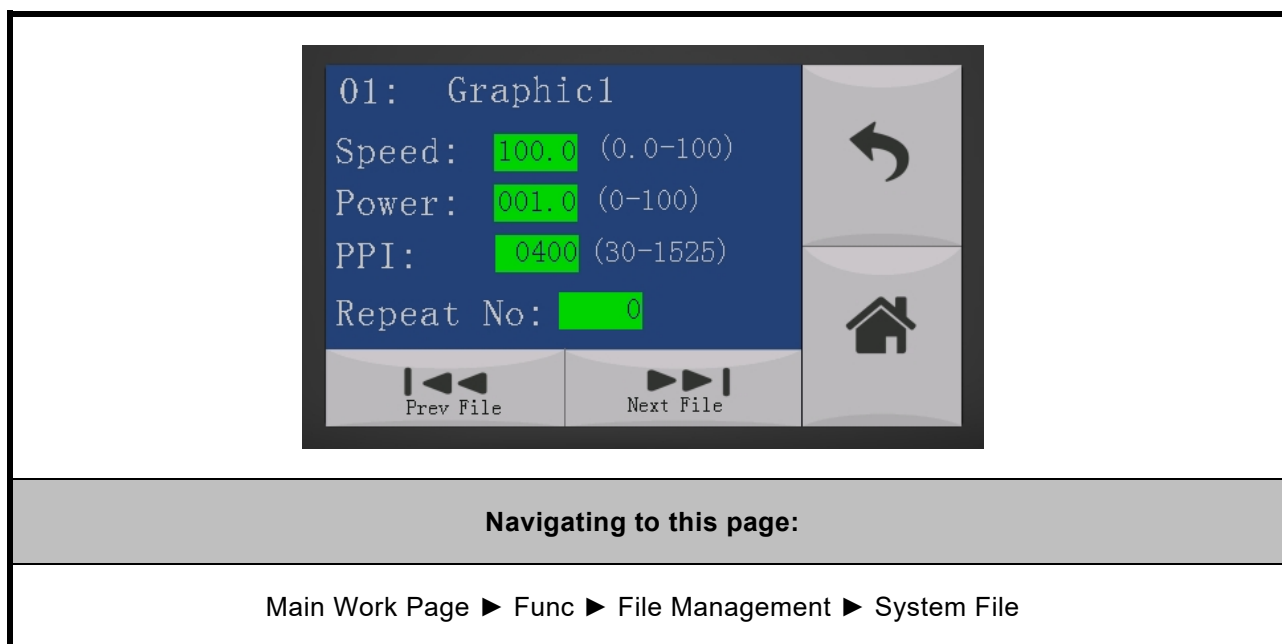 01: Graphic1
Speed: 100.0 (0.0-100)
Power: 001.0 (0-100)
PPI: 0400 (30-1525)
Repeat No: 0
Prev File Next File
Navigating to this page:
Main Work Page ► Func ► File Management ► System File